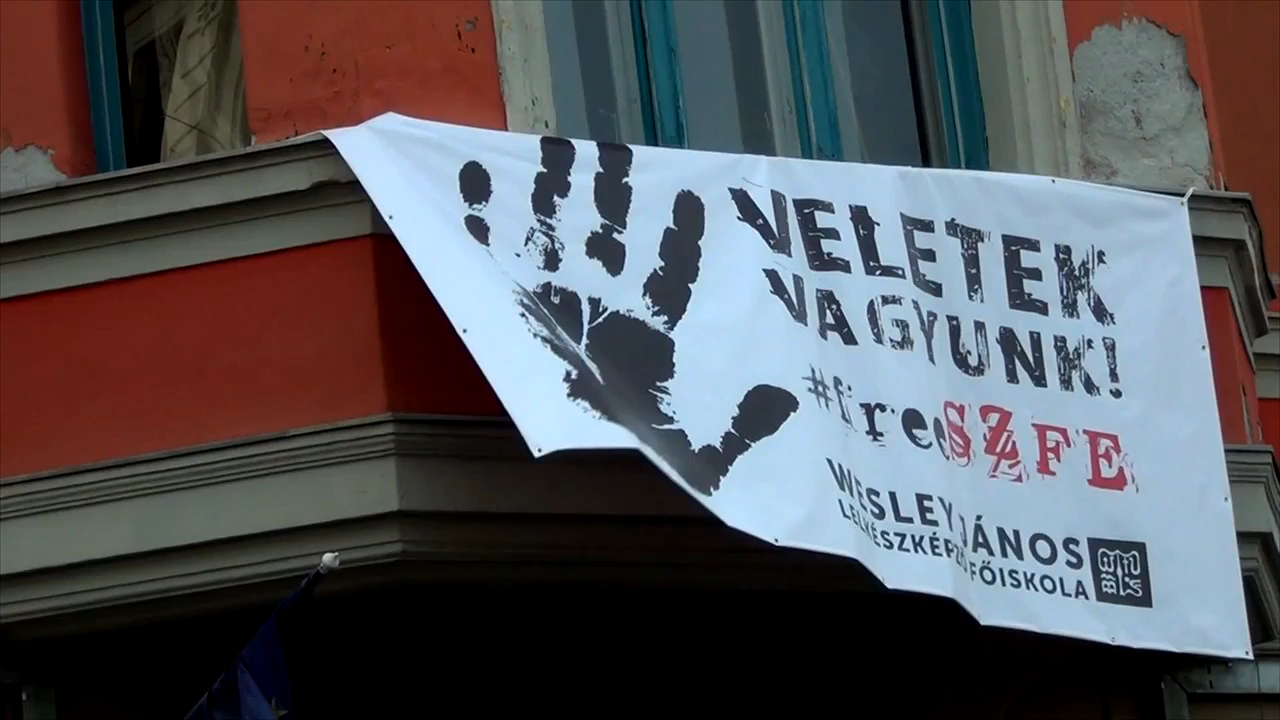 VELETEK
VAGYUNK!
#freeSZFE
WESLEY JÁNOS
LELKÉSZKÉPZŐ FŐISKOLA